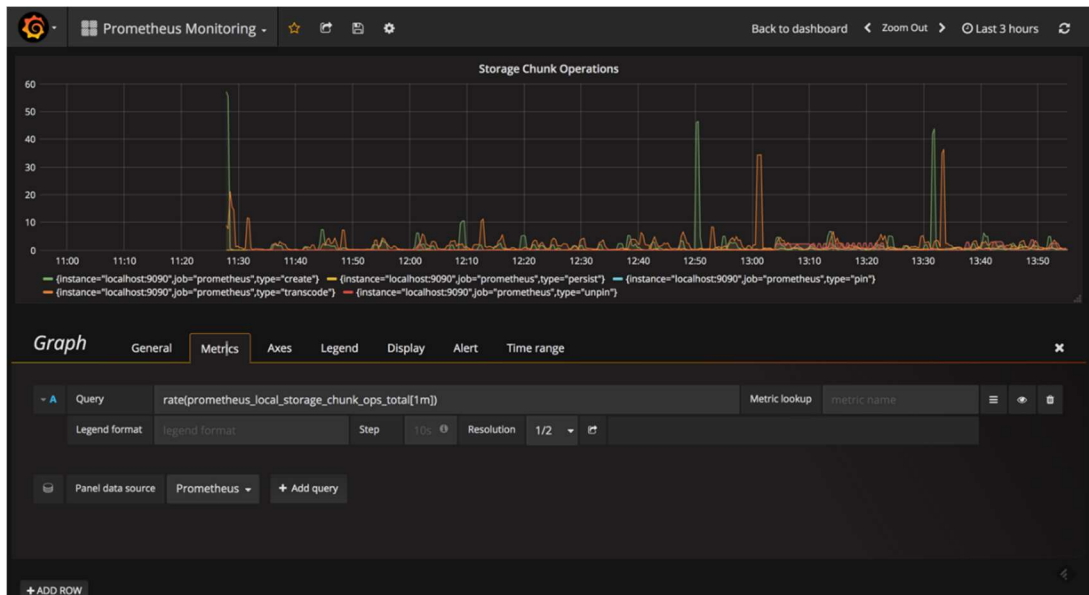 Prometheus Monitoring
Back to dashboard Zoom Out Last 3 hours
Storage Chunk Operations
60
50
40
30
20
10
0
11:00 11:10 11:20 11:30 11:40 11:50 12:00 12:10 12:20 12:30 12:40 12:50 13:00 13:10 13:20 13:30 13:40 13:50
{instance="localhost:9090",job="prometheus",type="create"} {instance="localhost:9090",job="prometheus",type="persist"} {instance="localhost:9090",job="prometheus",type="pin"}
{instance="localhost:9090",job="prometheus",type="transcode"} {instance="localhost:9090",job="prometheus",type="unpin"}
Graph General Metrics Axes Legend Display Alert Time range
A Query rate(prometheus_local_storage_chunk_ops_total[1m]) Metric lookup metric name
Legend format legend format Step 10s Resolution 1/2
Panel data source Prometheus + Add query
+ ADD ROW